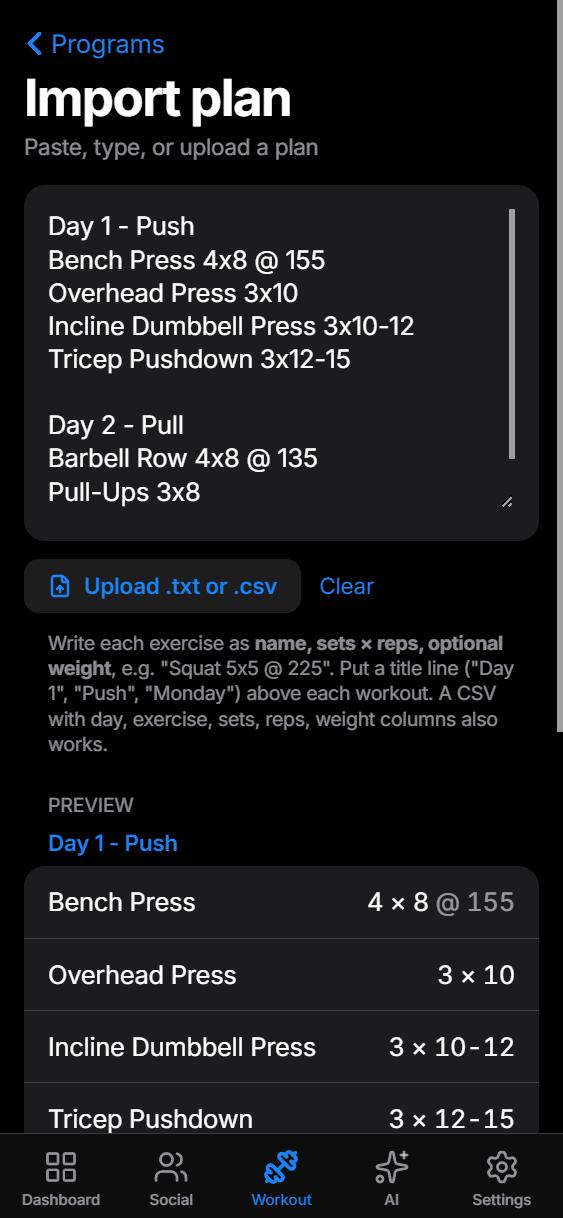 Programs
Import plan
Paste, type, or upload a plan
Day 1 - Push
Bench Press 4x8 @ 155
Overhead Press 3x10
Incline Dumbbell Press 3x10-12
Tricep Pushdown 3x12-15
Day 2 - Pull
Barbell Row 4x8 @ 135
Pull-Ups 3x8
Upload .txt or .csv Clear
Write each exercise as name, sets × reps, optional
weight, e.g. "Squat 5x5 @ 225". Put a title line ("Day
1", "Push", "Monday") above each workout. A CSV
with day, exercise, sets, reps, weight columns also
works.
PREVIEW
Day 1 - Push
Bench Press 4 × 8 @ 155
Overhead Press 3 × 10
Incline Dumbbell Press 3 × 10-12
Tricep Pushdown 3 × 12-15
Dashboard Social Workout AI Settings